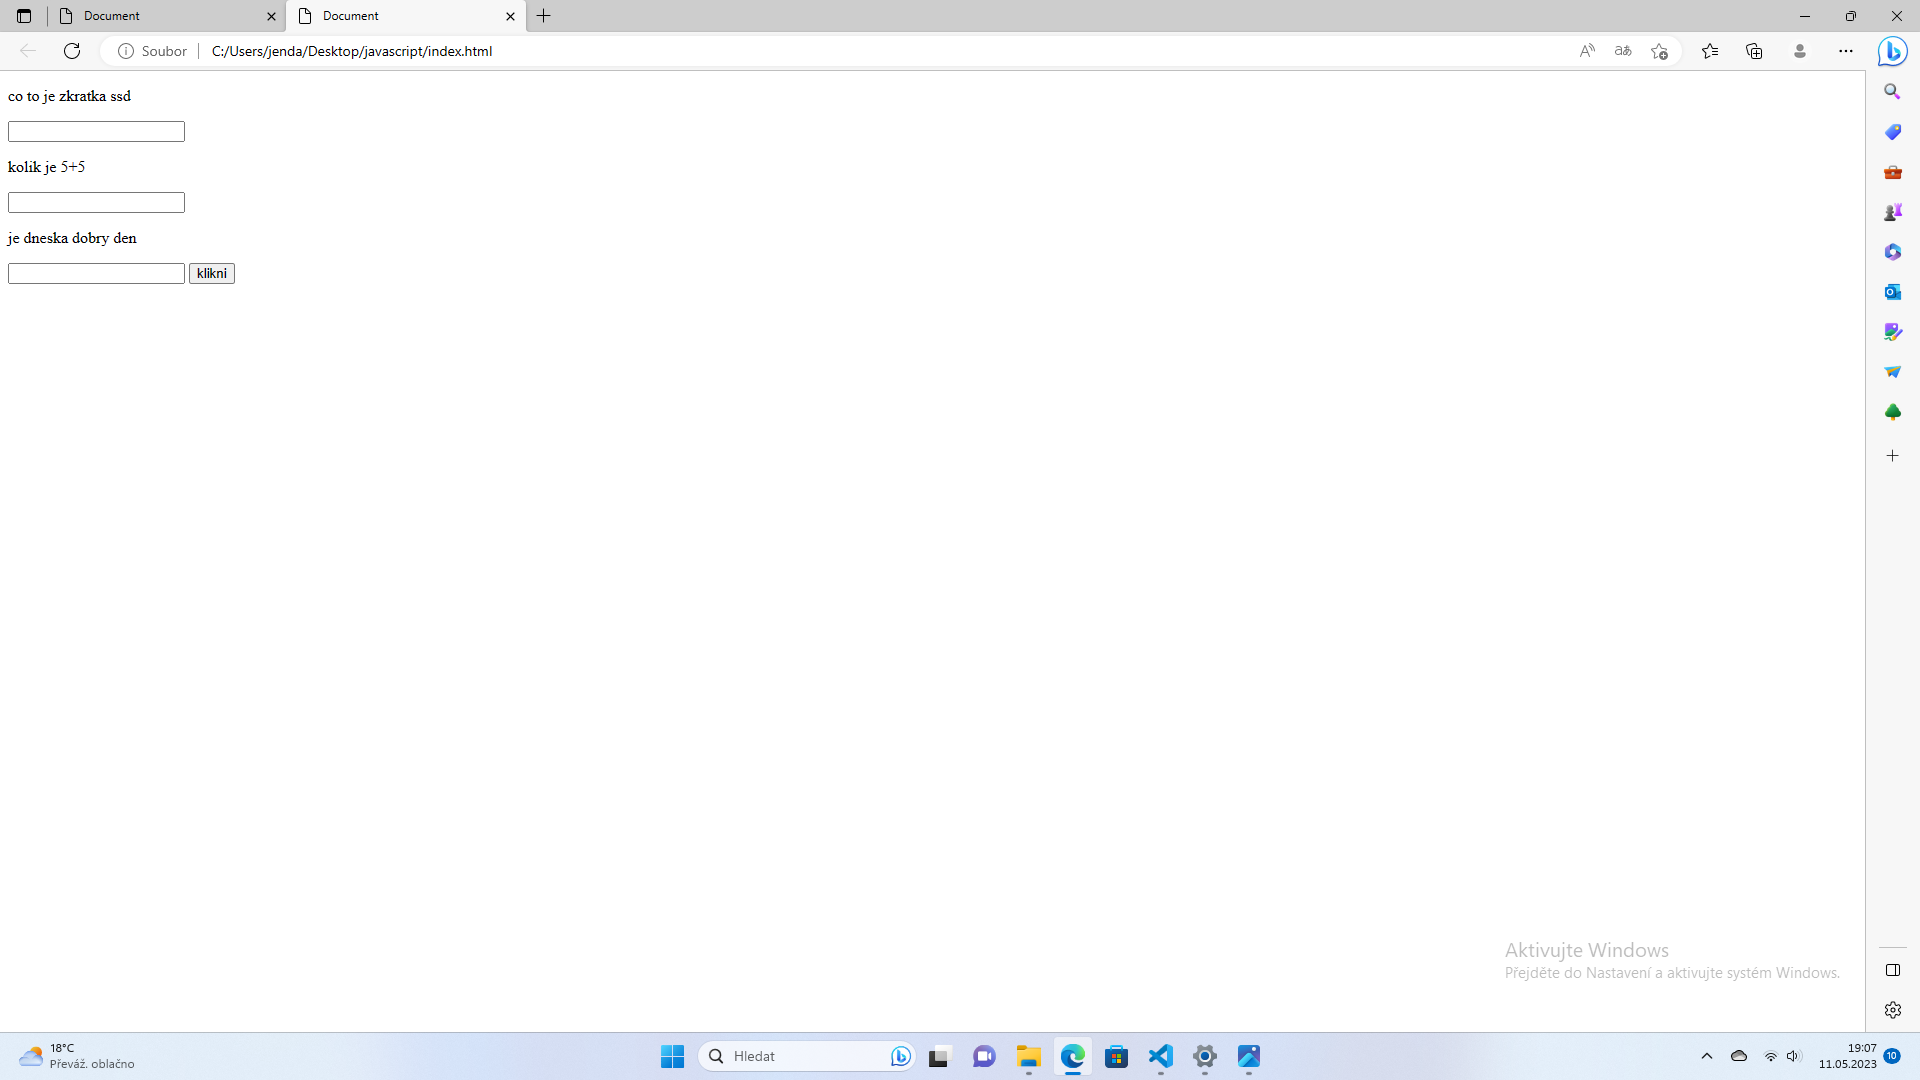 Document
Document
Soubor
C:/Users/jenda/Desktop/javascript/index.html
co to je zkratka ssd
kolik je 5+5
je dneska dobry den
klikni
Aktivujte Windows
Přejděte do Nastavení a aktivujte systém Windows.
18°C
Převáž. oblačno
Hledat
19:07
11.05.2023
10